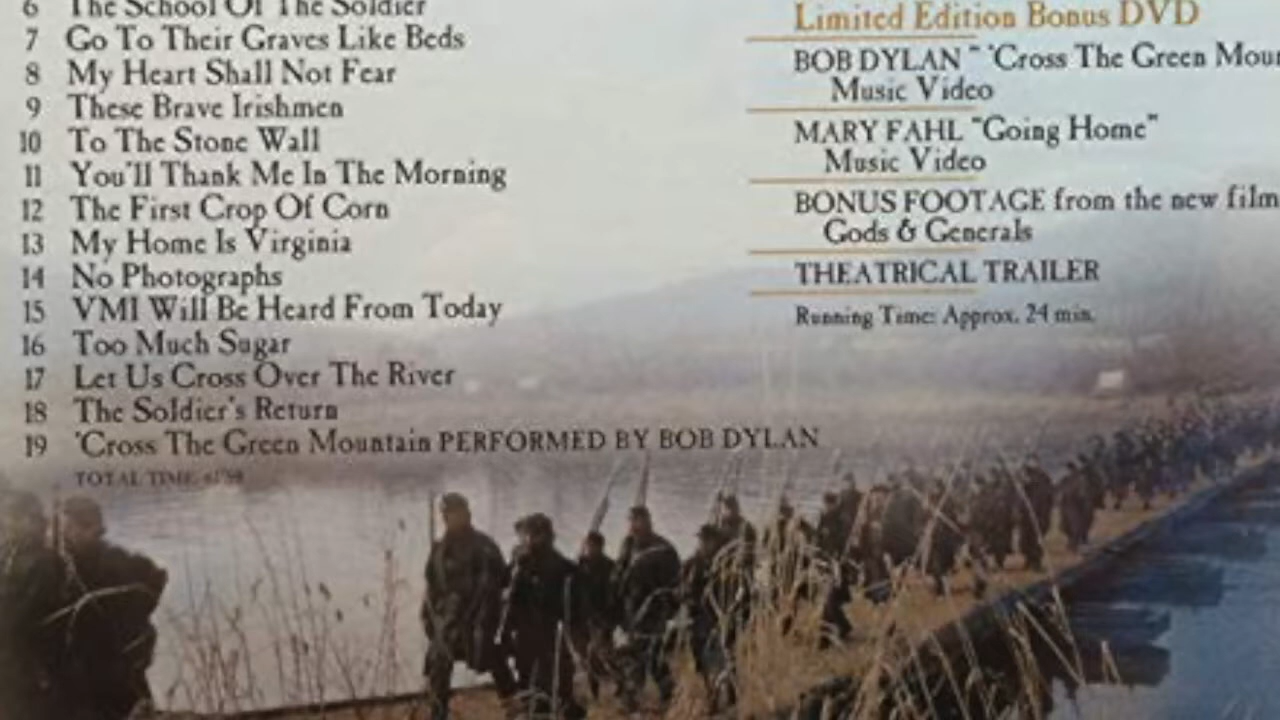 6 The School Of The Soldier
7 Go To Their Graves Like Beds
8 My Heart Shall Not Fear
9 These Brave Irishmen
10 To The Stone Wall
11 You'll Thank Me In The Morning
12 The First Crop Of Corn
13 My Home Is Virginia
14 No Photographs
15 VMI Will Be Heard From Today
16 Too Much Sugar
17 Let Us Cross Over The River
18 The Soldier's Return
19 'Cross The Green Mountain PERFORMED BY BOB DYLAN
TOTAL TIME
Limited Edition Bonus DVD
BOB DYLAN " 'Cross The Green Moun
Music Video
MARY FAHL "Going Home"
Music Video
BONUS FOOTAGE from the new film
Gods & Generals
THEATRICAL TRAILER
Running Time: Approx. 24 min.